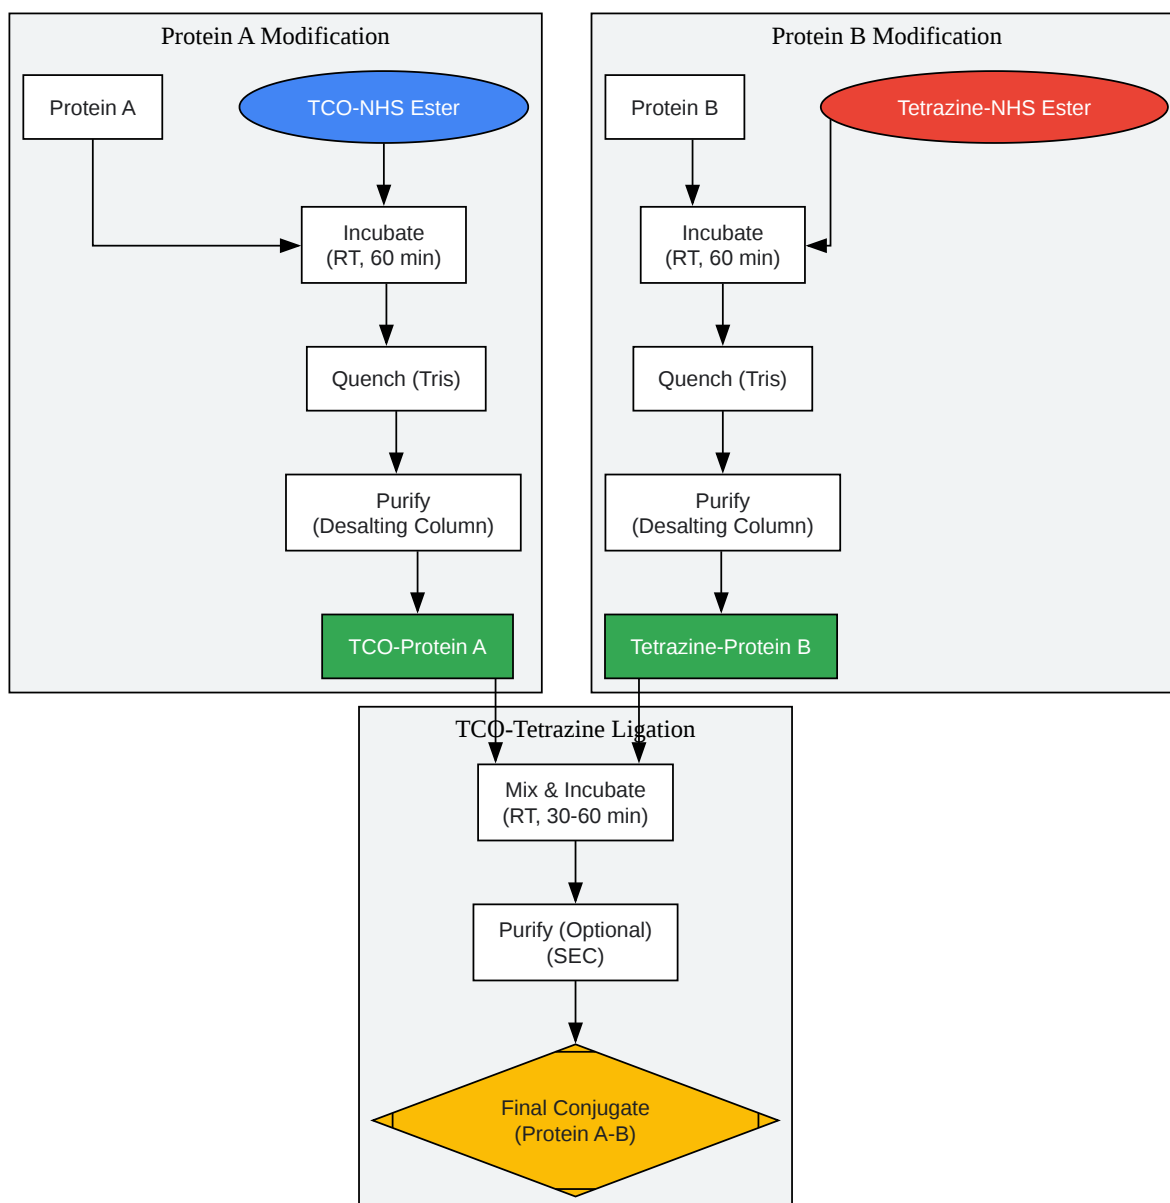 Protein A Modification
Protein A
TCO-NHS Ester
Incubate
(RT, 60 min)
Quench (Tris)
Purify
(Desalting Column)
TCO-Protein A
Protein B Modification
Protein B
Tetrazine-NHS Ester
Incubate
(RT, 60 min)
Quench (Tris)
Purify
(Desalting Column)
Tetrazine-Protein B
TCO-Tetrazine Ligation
Mix & Incubate
(RT, 30-60 min)
Purify (Optional)
(SEC)
Final Conjugate
(Protein A-B)